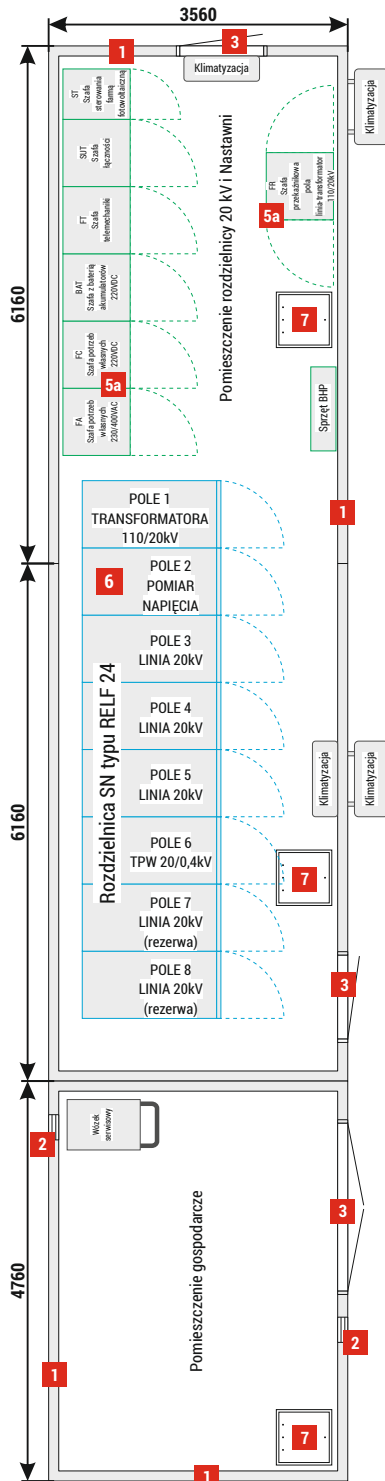 3560
1
3
Klimatyzacja
Klimatyzacja
ST
Szafa
sterowania
farmą
fotowoltaiczną
SUT
Szafa
łączności
FT
Szafa
telemechaniki
BAT
Szafa z baterią
akumulatorów
220VDC
FC
Szafa potrzeb
własnych
220VDC
5a
FA
Szafa potrzeb
własnych
230/400VAC
6160
Pomieszczenie rozdzielnicy 20 kV i Nastawni
FR
Szafa
przekaźnikowa
pola
linia-transformator
110/20kV
5a
7
Sprzęt BHP
1
POLE 1
TRANSFORMATORA
110/20kV
6
POLE 2
POMIAR
NAPIĘCIA
POLE 3
LINIA 20kV
POLE 4
LINIA 20kV
POLE 5
LINIA 20kV
POLE 6
TPW 20/0,4kV
POLE 7
LINIA 20kV
(rezerwa)
POLE 8
LINIA 20kV
(rezerwa)
Rozdzielnica SN typu RELF 24
6160
Klimatyzacja
Klimatyzacja
7
3
Wózek
serwisowy
2
3
4760
Pomieszczenie gospodarcze
2
1
7
1